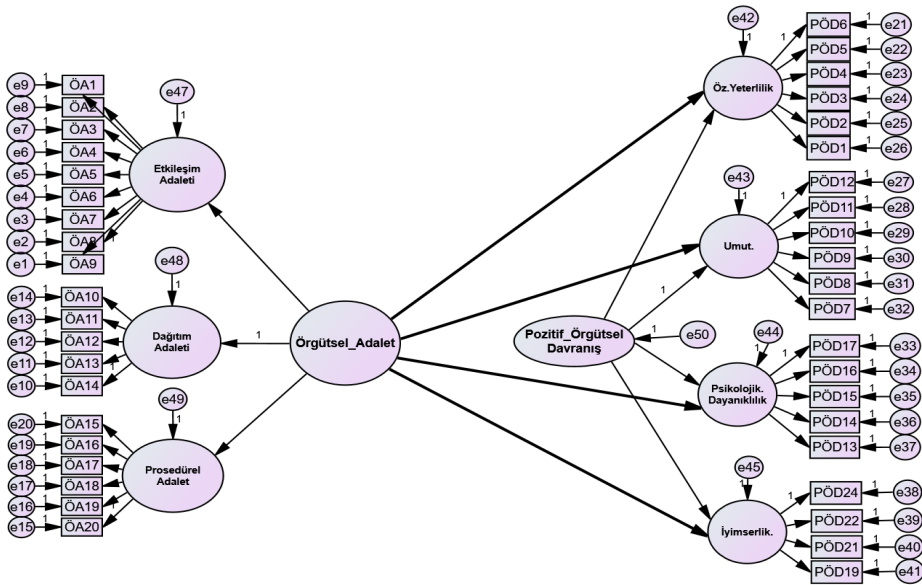 e9 1 ÖA1
e8 1 ÖA2
e7 1 ÖA3
e6 1 ÖA4
e5 1 ÖA5
e4 1 ÖA6
e3 1 ÖA7
e2 1 ÖA8
e1 1 ÖA9
1
e47
1
Etkileşim
Adaleti
e14 1 ÖA10
e13 1 ÖA11
e12 1 ÖA12
e11 1 ÖA13
e10 1 ÖA14
1
e48
1
Dağıtım
Adaleti
e20 1 ÖA15
e19 1 ÖA16
e18 1 ÖA17
e17 1 ÖA18
e16 1 ÖA19
e15 1 ÖA20
1
e49
1
Prosedürel
Adalet
1
Örgütsel_Adalet
Pozitif_Örgütsel
Davranış
1
e50
1
e42
1
Öz.Yeterlilik
1
PÖD6 1 e21
PÖD5 1 e22
PÖD4 1 e23
PÖD3 1 e24
PÖD2 1 e25
PÖD1 1 e26
e43
1
Umut.
1
PÖD12 1 e27
PÖD11 1 e28
PÖD10 1 e29
PÖD9 1 e30
PÖD8 1 e31
PÖD7 1 e32
e44
1
Psikolojik.
Dayanıklılık
1
PÖD17 1 e33
PÖD16 1 e34
PÖD15 1 e35
PÖD14 1 e36
PÖD13 1 e37
e45
1
İyimserlik.
1
PÖD24 1 e38
PÖD22 1 e39
PÖD21 1 e40
PÖD19 1 e41